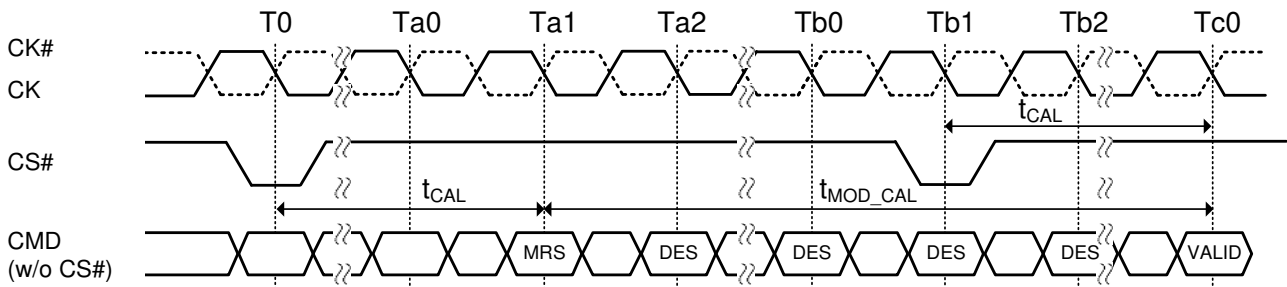 T0 Ta0 Ta1 Ta2 Tb0 Tb1 Tb2 Tc0
CK#
CK
tCAL
CS#
tCAL tMOD_CAL
CMD MRS DES DES DES DES VALID
(w/o CS#)